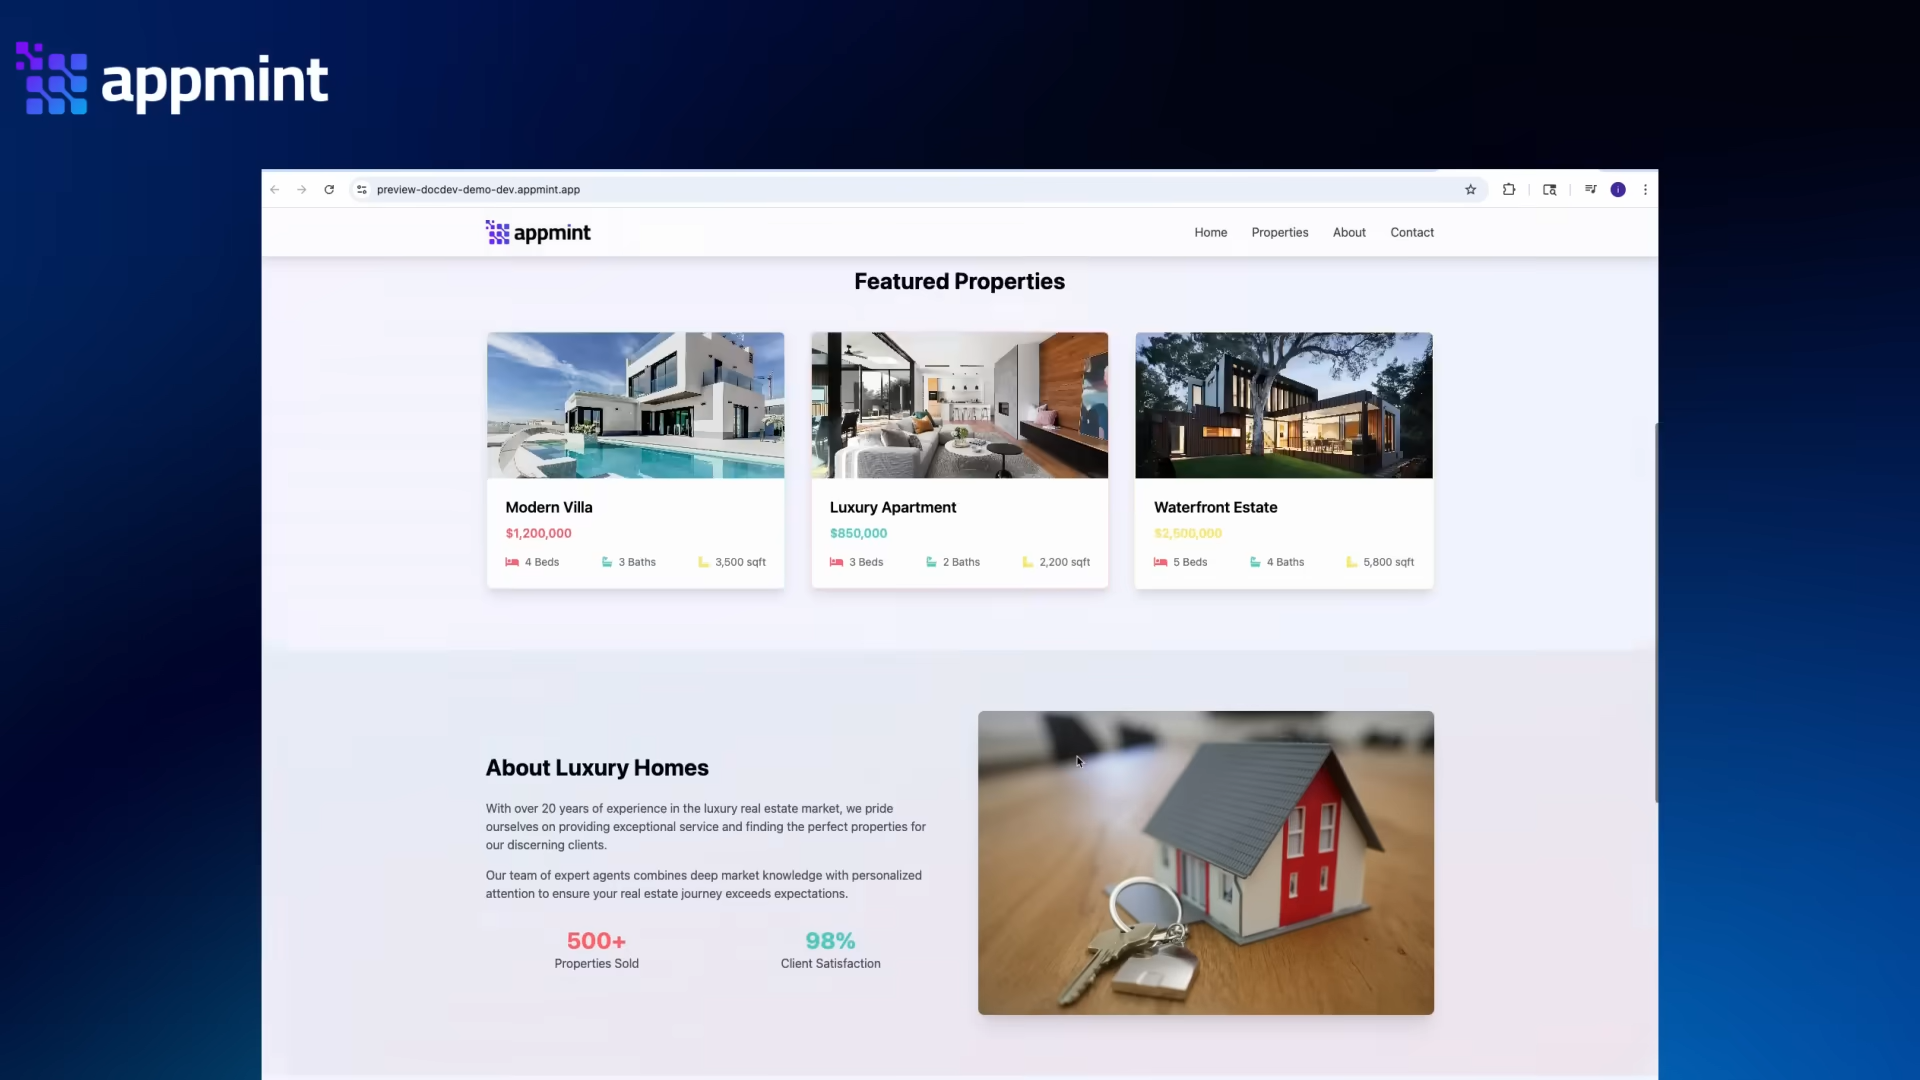 appmint
preview-docdev-demo-dev.appmint.app
i
appmint
Home Properties About Contact
Featured Properties
Modern Villa
$1,200,000
4 Beds 3 Baths 3,500 sqft
Luxury Apartment
$850,000
3 Beds 2 Baths 2,200 sqft
Waterfront Estate
$2,500,000
5 Beds 4 Baths 5,800 sqft
About Luxury Homes
With over 20 years of experience in the luxury real estate market, we pride
ourselves on providing exceptional service and finding the perfect properties for
our discerning clients.
Our team of expert agents combines deep market knowledge with personalized
attention to ensure your real estate journey exceeds expectations.
500+
Properties Sold
98%
Client Satisfaction